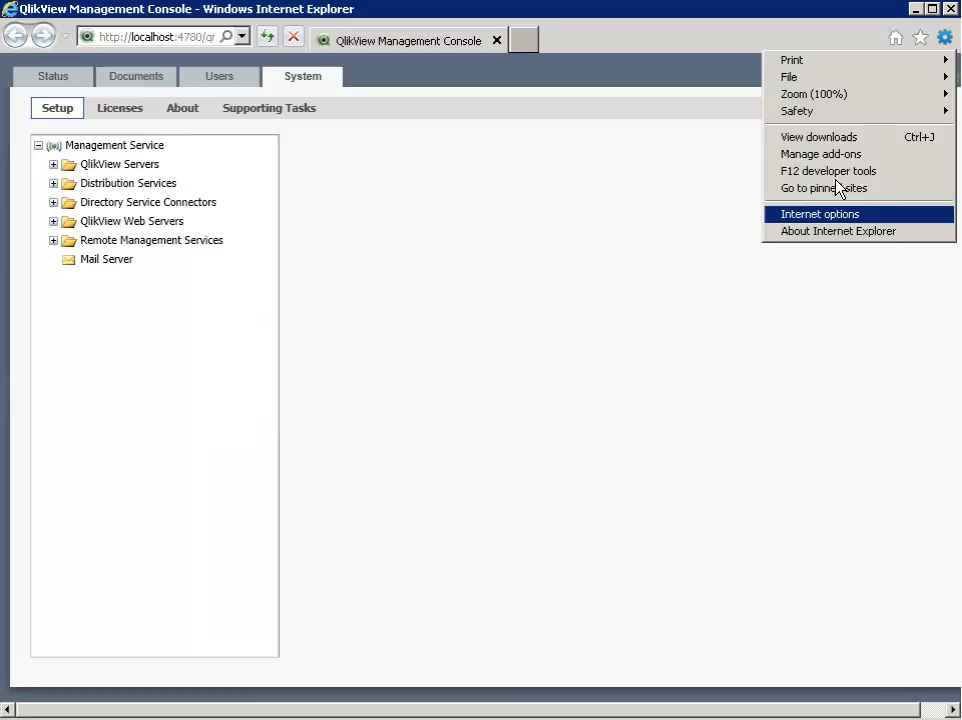 QlikView Management Console - Windows Internet Explorer
http://localhost:4780/qr
QlikView Management Console
Status
Documents
Users
System
Setup
Licenses
About
Supporting Tasks
Management Service
QlikView Servers
Distribution Services
Directory Service Connectors
QlikView Web Servers
Remote Management Services
Mail Server
Print
File
Zoom (100%)
Safety
View downloads Ctrl+J
Manage add-ons
F12 developer tools
Go to pinned sites
Internet options
About Internet Explorer